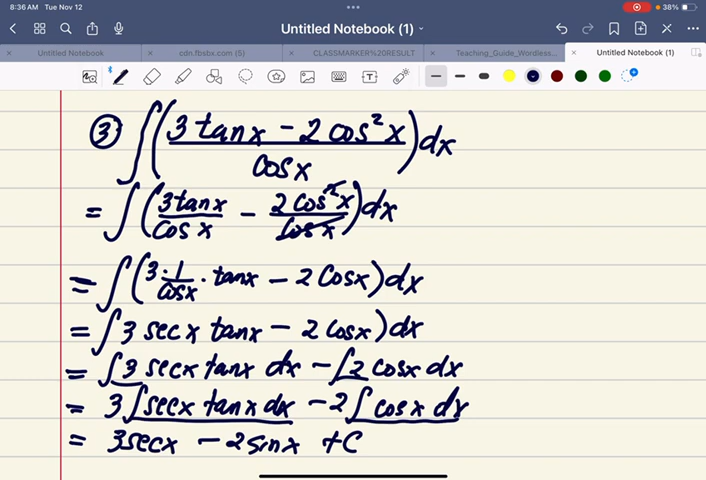 8:36 AM Tue Nov 12
38%
Untitled Notebook (1)
Untitled Notebook
cdn.fbsbx.com (5)
CLASSMARKER%20RESULT
Teaching_Guide_Wordless...
Untitled Notebook (1)
③ ∫((3 tan x − 2 cos² x)/cos x) dx
= ∫(3 tan x/cos x − 2 cos² x/cos x) dx
= ∫(3 · 1/cos x · tan x − 2 cos x) dx
= ∫ 3 sec x tan x − 2 cos x) dx
= ∫ 3 sec x tan x dx − ∫ 2 cos x dx
= 3 ∫ sec x tan x dx − 2 ∫ cos x dx
= 3 sec x − 2 sin x + C